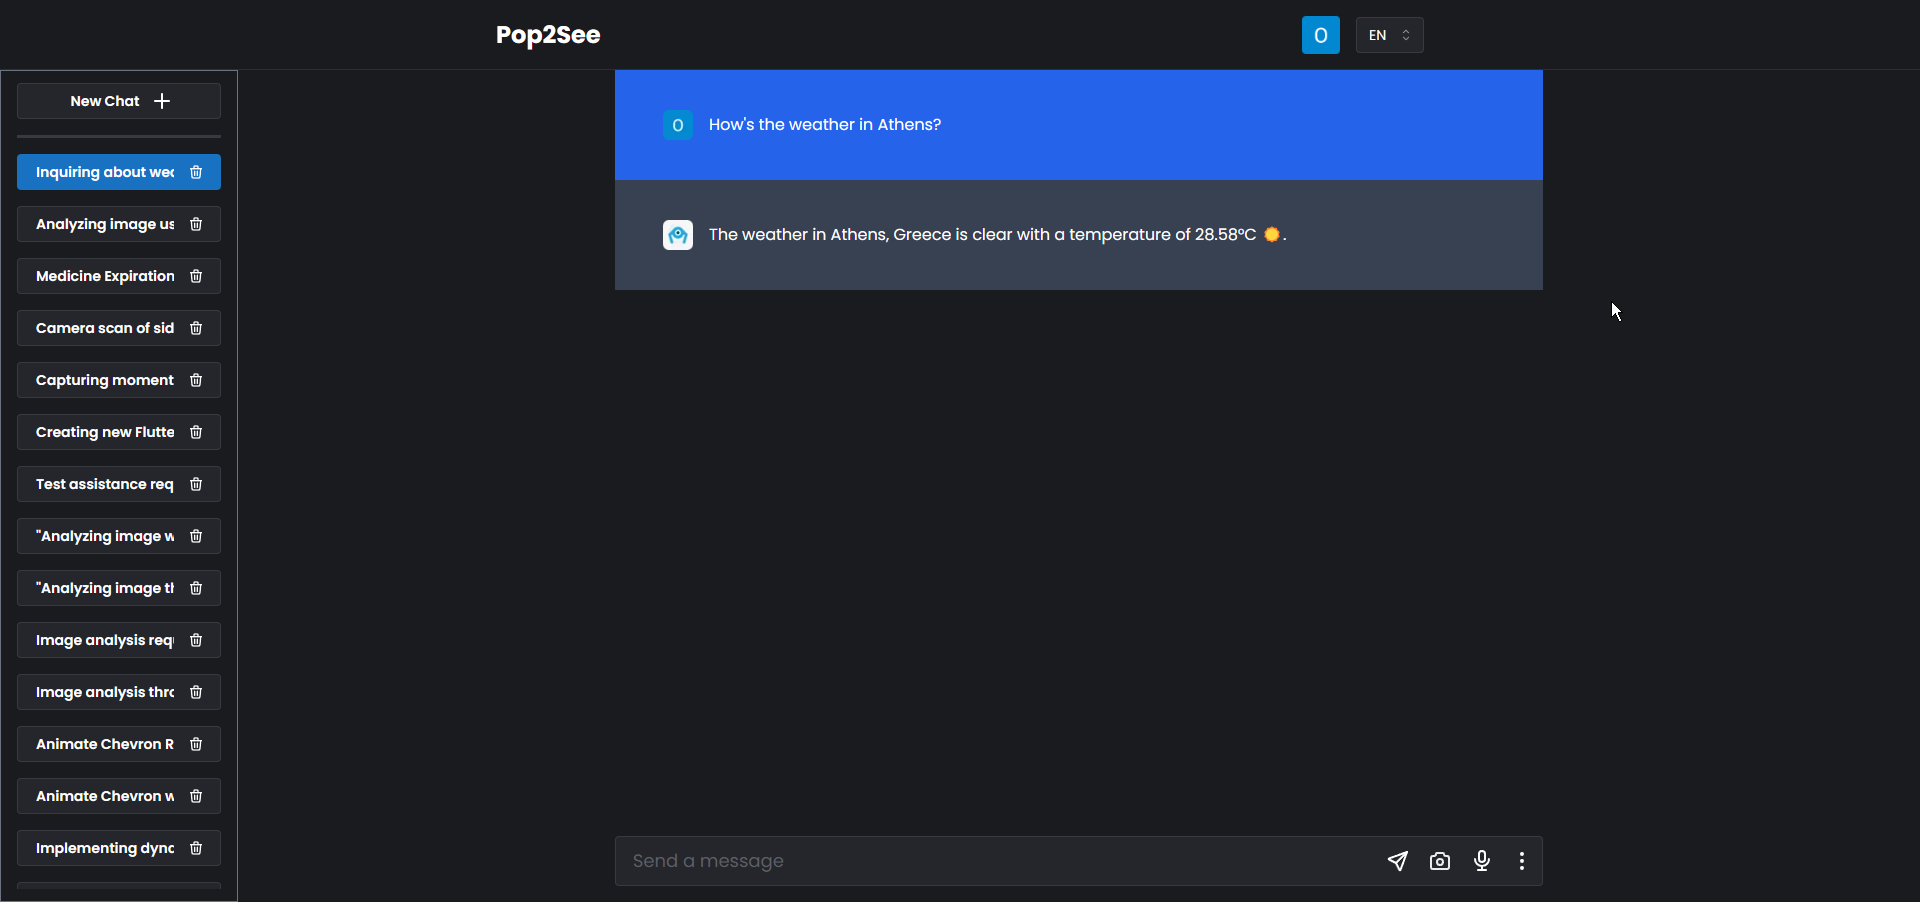 Pop2See
O
EN
New Chat
Inquiring about wea
Analyzing image us
Medicine Expiration
Camera scan of sid
Capturing moment
Creating new Flutte
Test assistance req
"Analyzing image w
"Analyzing image th
Image analysis requ
Image analysis thro
Animate Chevron R
Animate Chevron w
Implementing dyna
O
How's the weather in Athens?
The weather in Athens, Greece is clear with a temperature of 28.58°C ☀️.
Send a message